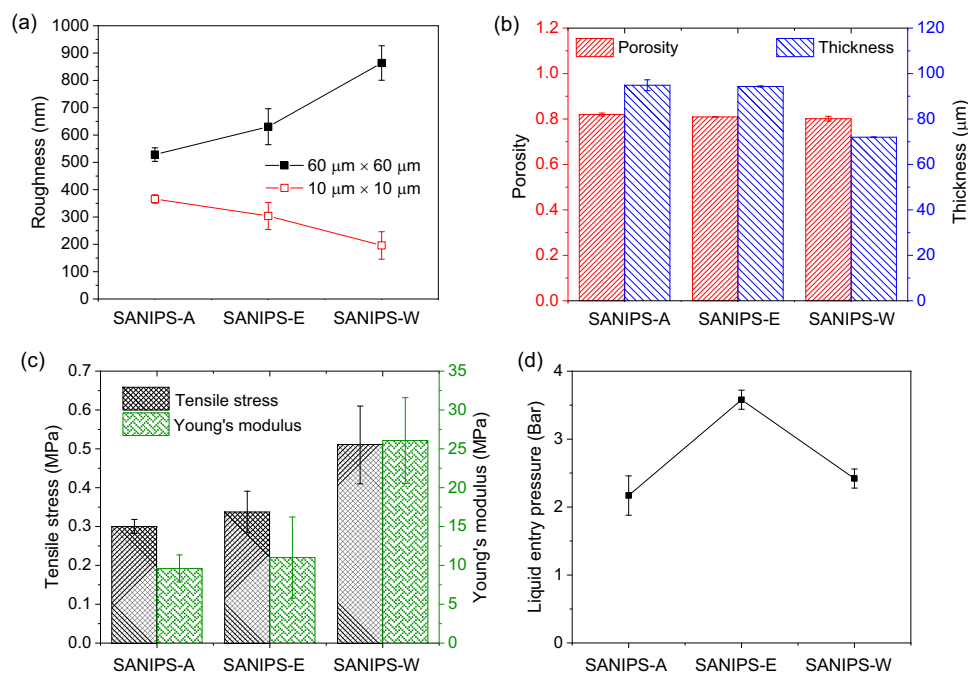 (a)
1000
900
800
700
600
500
400
300
200
100
0
Roughness (nm)
60 μm × 60 μm
10 μm × 10 μm
SANIPS-A SANIPS-E SANIPS-W
(b)
1.2
1.0
0.8
0.6
0.4
0.2
0.0
Porosity
Porosity
Thickness
120
100
80
60
40
20
0
Thickness (μm)
SANIPS-A SANIPS-E SANIPS-W
(c)
0.7
0.6
0.5
0.4
0.3
0.2
0.1
0.0
Tensile stress (MPa)
Tensile stress
Young's modulus
35
30
25
20
15
10
5
0
Young's modulus (MPa)
SANIPS-A SANIPS-E SANIPS-W
(d)
4
3
2
1
0
Liquid entry pressure (Bar)
SANIPS-A SANIPS-E SANIPS-W